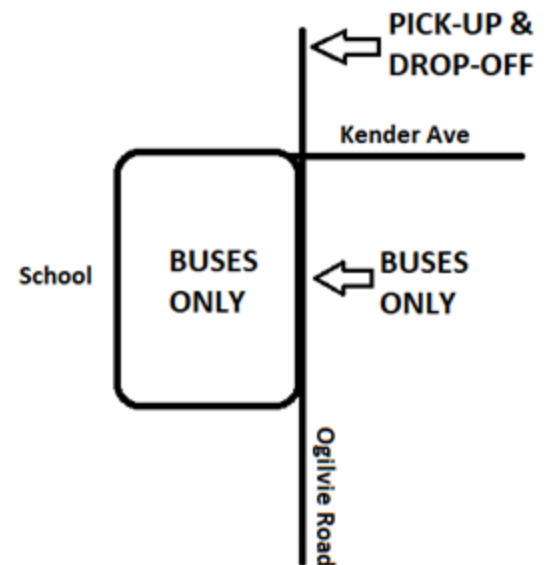 PICK-UP &
DROP-OFF
Kender Ave
School
BUSES
ONLY
BUSES
ONLY
Ogilvie Road